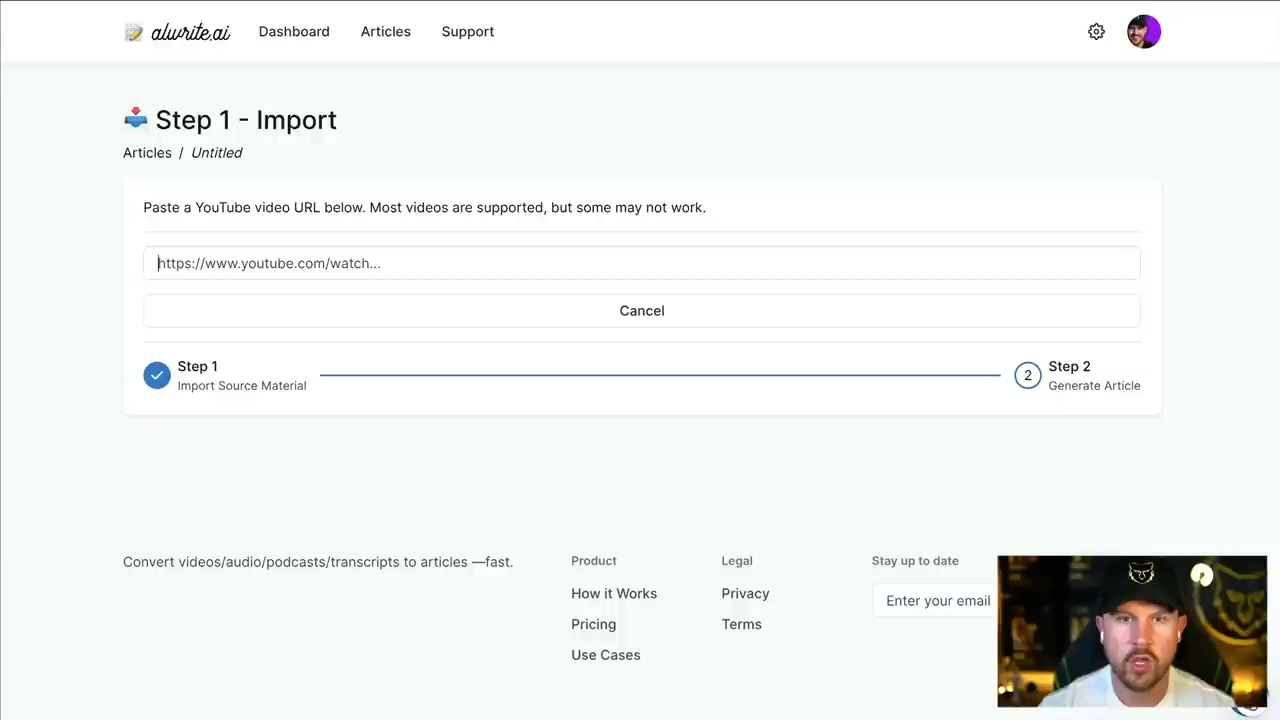 alwrite.ai Dashboard Articles Support
Step 1 - Import
Articles / Untitled
Paste a YouTube video URL below. Most videos are supported, but some may not work.
https://www.youtube.com/watch...
Cancel
Step 1
Import Source Material
2
Step 2
Generate Article
Convert videos/audio/podcasts/transcripts to articles —fast.
Product
How it Works
Pricing
Use Cases
Legal
Privacy
Terms
Stay up to date
Enter your email